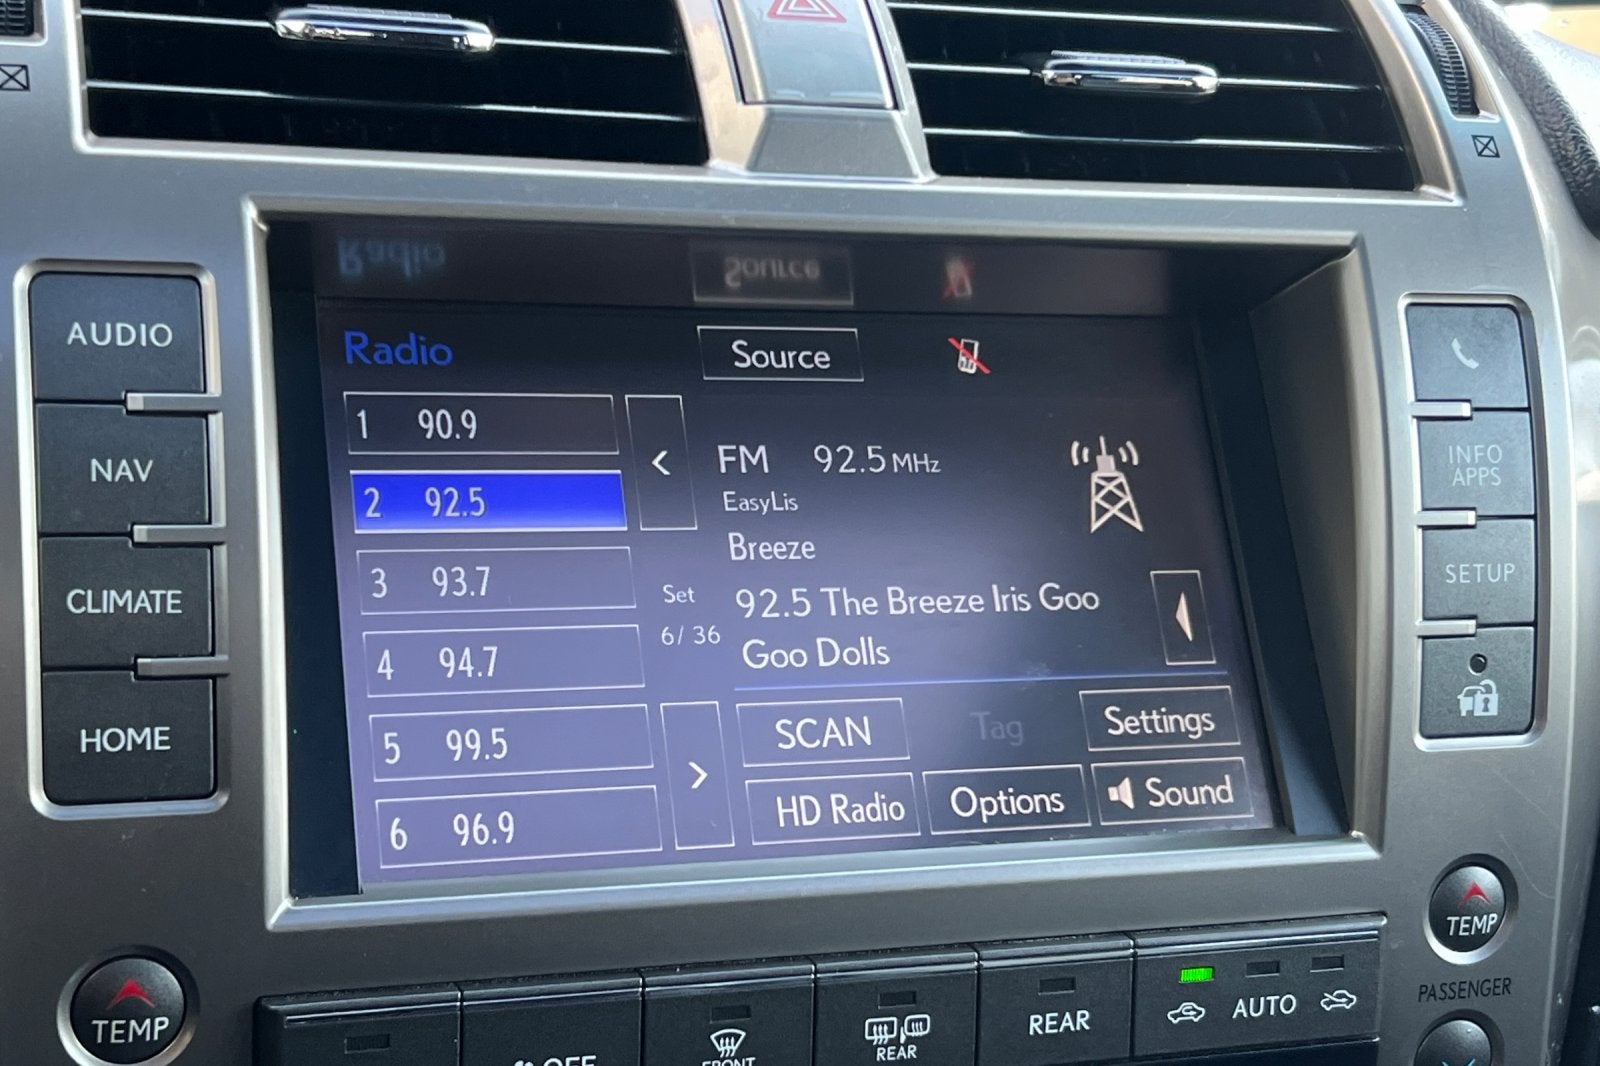 Radio
Source
1 90.9
2 92.5
3 93.7
4 94.7
5 99.5
6 96.9
<
>
Set
6/ 36
FM 92.5 MHz
EasyLis
Breeze
92.5 The Breeze Iris Goo
Goo Dolls
SCAN
Tag
Settings
HD Radio
Options
Sound
AUDIO
NAV
CLIMATE
HOME
INFO
APPS
SETUP
TEMP
TEMP
PASSENGER
OFF
FRONT
REAR
REAR
AUTO